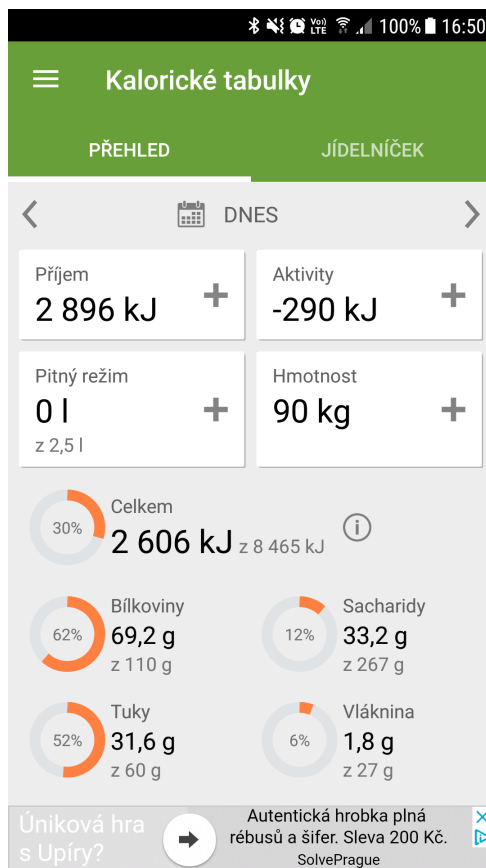 Vo))
LTE 100% 16:50
Kalorické tabulky
PŘEHLED JÍDELNÍČEK
DNES
Příjem
2 896 kJ
Aktivity
-290 kJ
Pitný režim
0 l
z 2,5 l
Hmotnost
90 kg
30%
Celkem
2 606 kJ z 8 465 kJ
62%
Bílkoviny
69,2 g
z 110 g
12%
Sacharidy
33,2 g
z 267 g
52%
Tuky
31,6 g
z 60 g
6%
Vláknina
1,8 g
z 27 g
Úniková hra
s Upíry?
Autentická hrobka plná
rébusů a šifer. Sleva 200 Kč.
SolvePrague